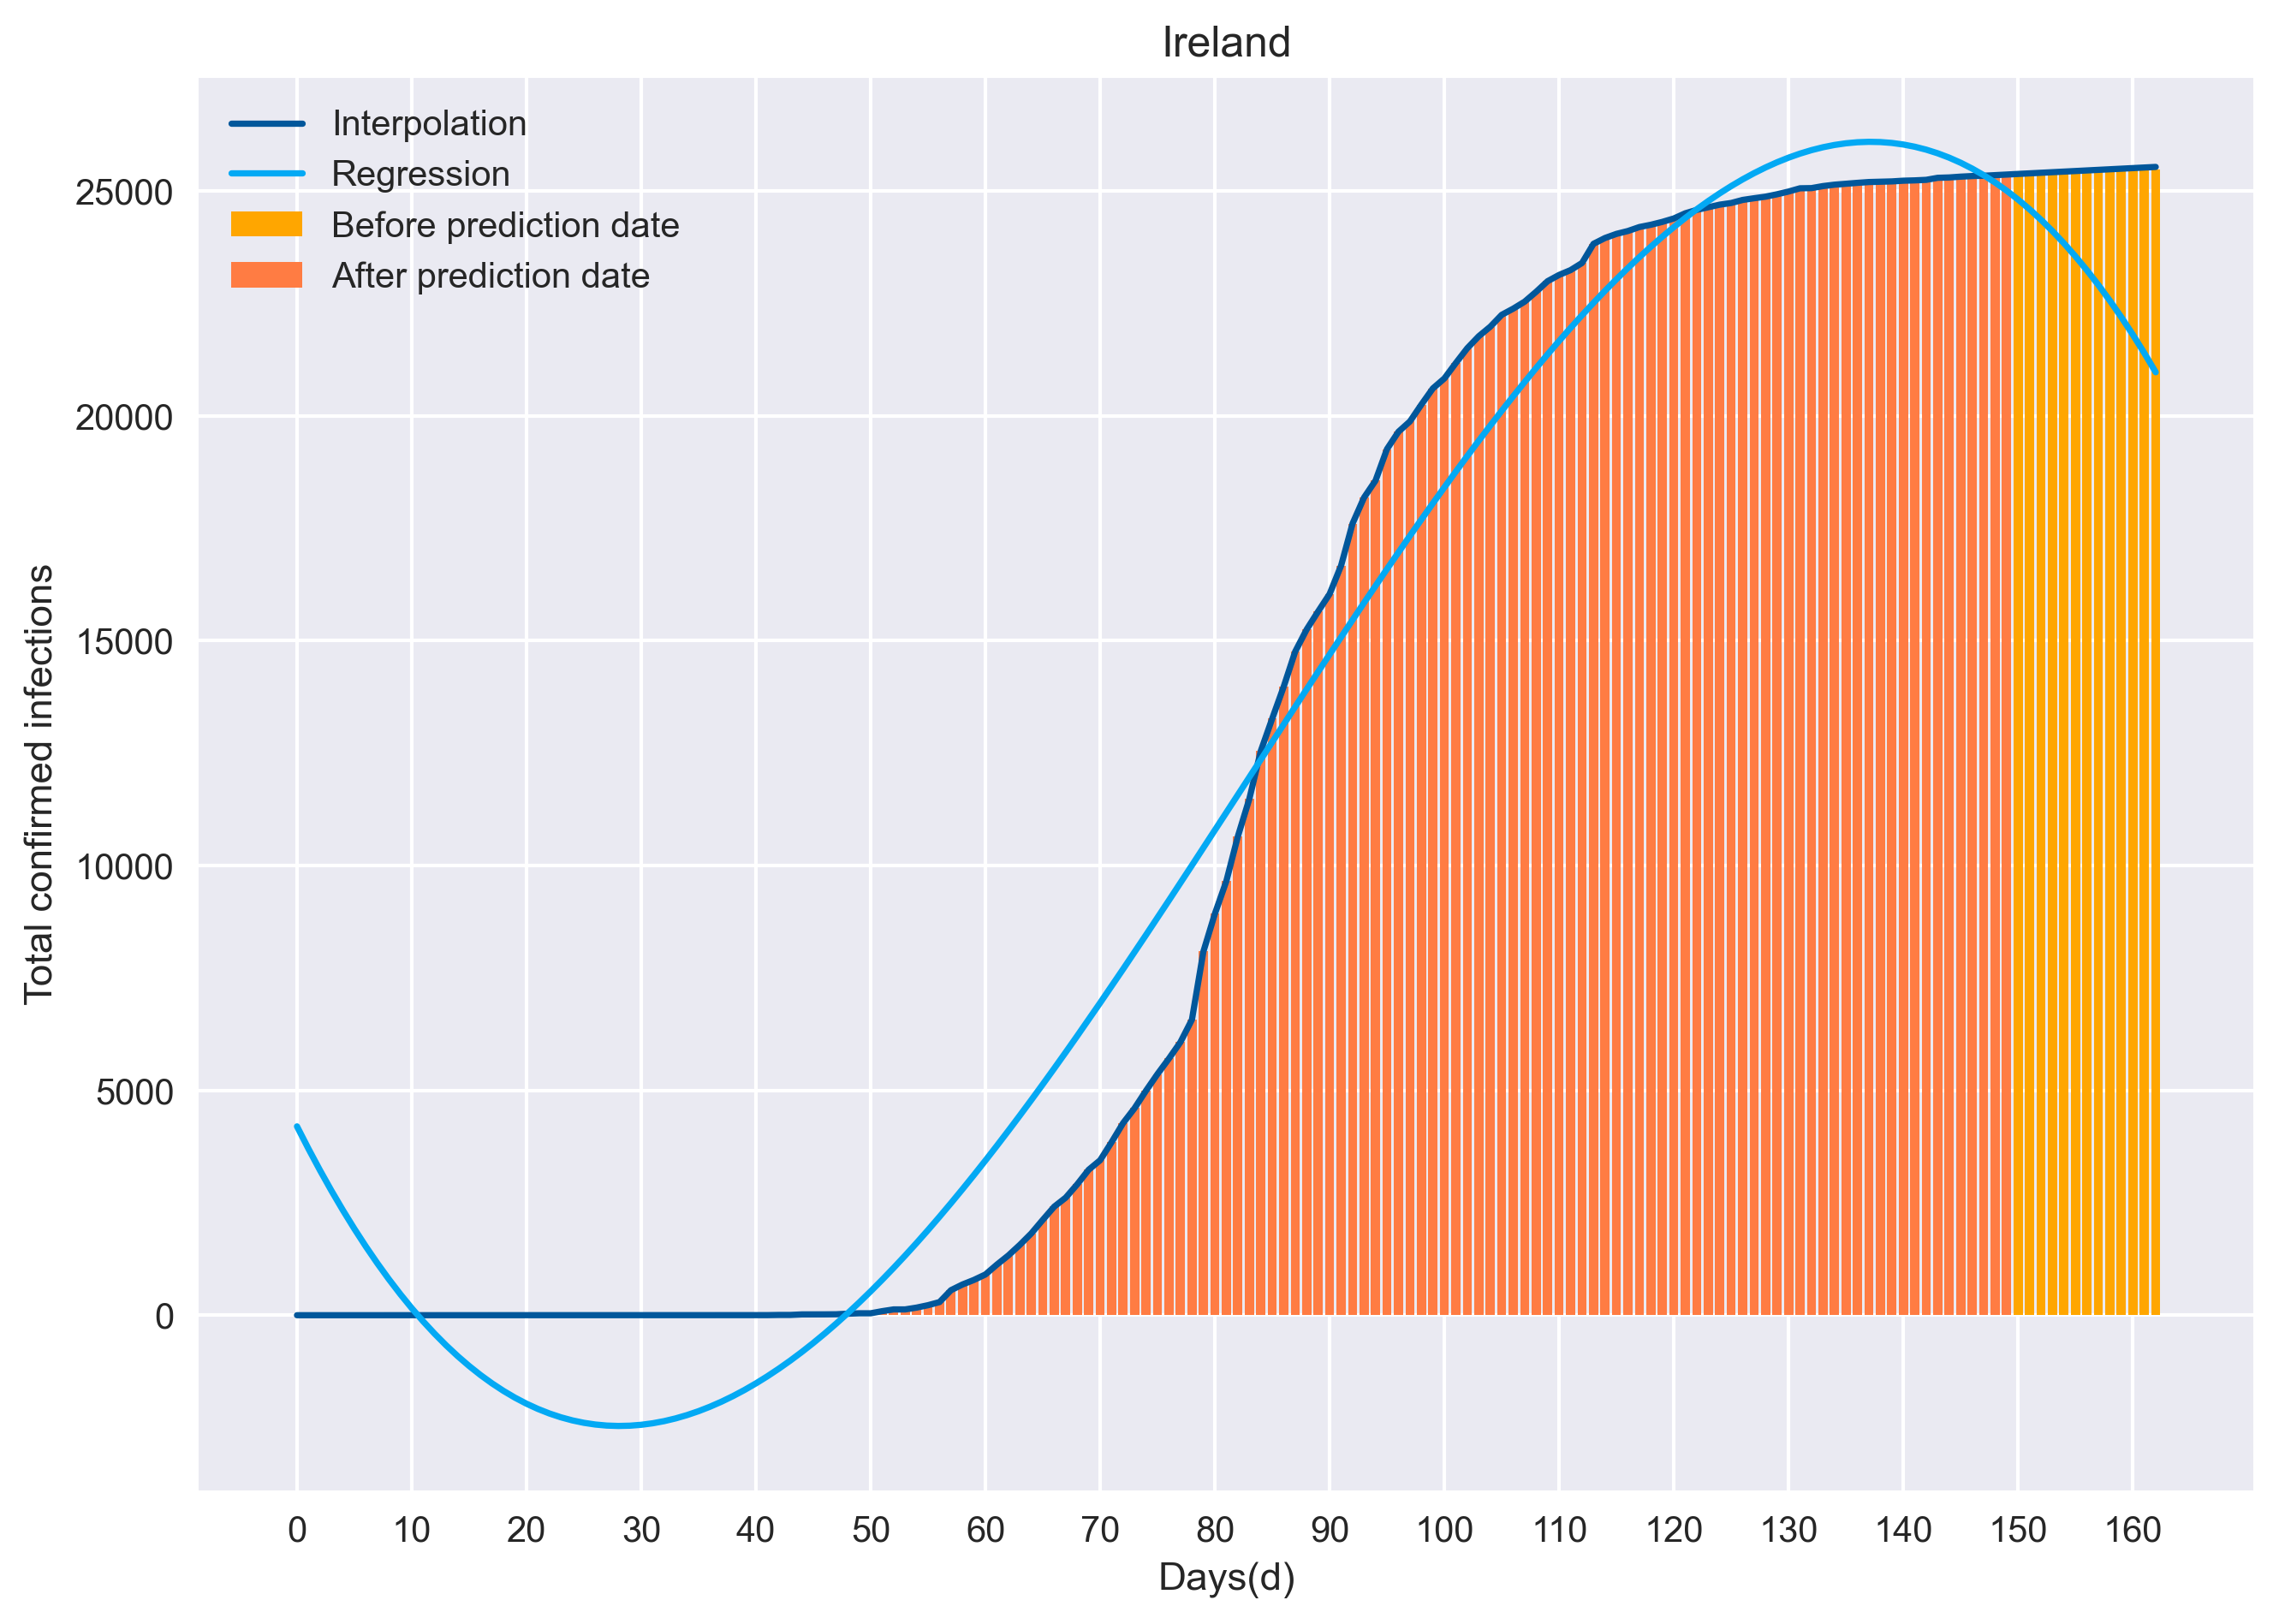 Ireland
Interpolation
Regression
Before prediction date
After prediction date
25000
20000
15000
10000
5000
0
Total confirmed infections
0 10 20 30 40 50 60 70 80 90 100 110 120 130 140 150 160
Days(d)